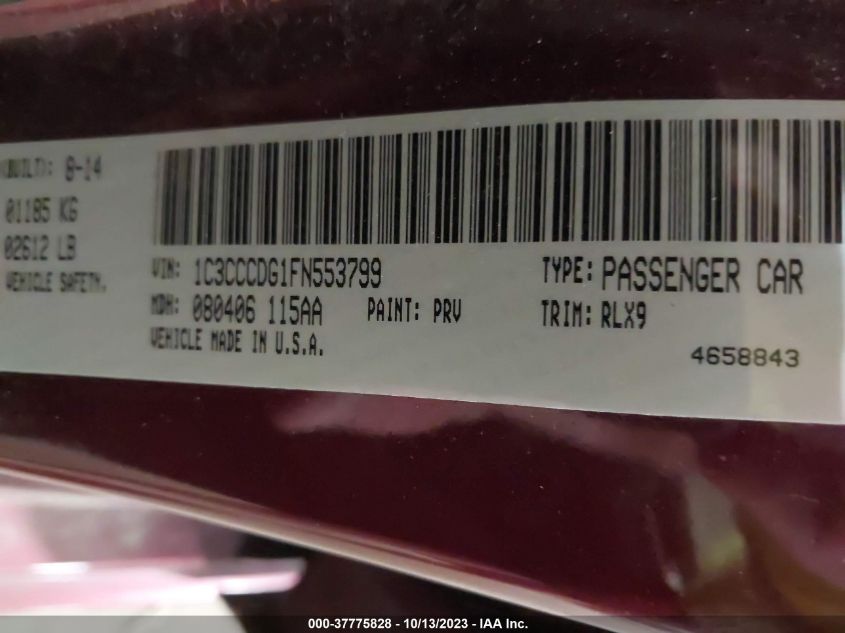 (BUILT): 8-14
01185 KG
02612 LB
VEHICLE SAFETY.
VIN: 1C3CCCDG1FN553799
TYPE: PASSENGER CAR
MDH: 080406 115AA
PAINT: PRV
TRIM: RLX9
VEHICLE MADE IN U.S.A.
4658843
000-37775828 - 10/13/2023 - IAA Inc.